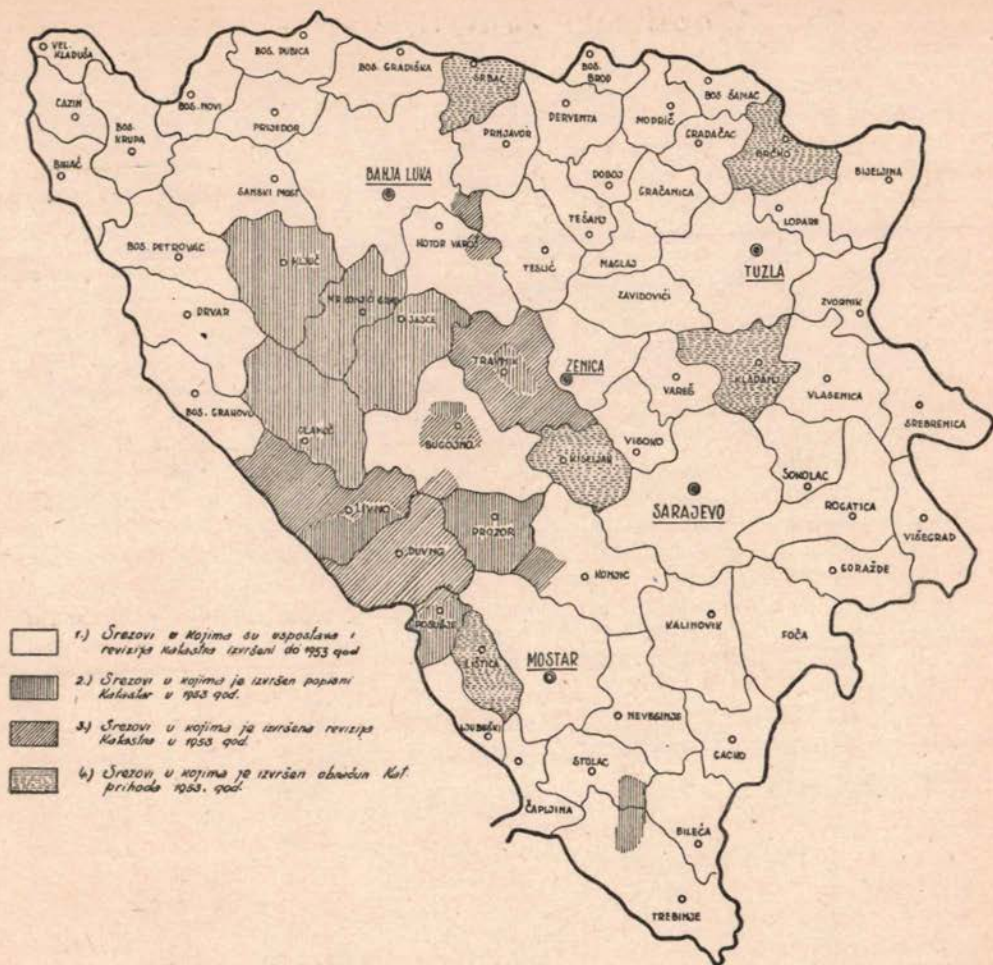 VEL. KLADUŠA
BOS. DUBICA
BOS. GRADIŠKA
SRBAC
BOS. BROD
CAZIN
BOS. NOVI
PRIJEDOR
DERVENTA
MODRIČ
BOS. ŠAMAC
BOS. KRUPA
PRNJAVOR
GRADAČAC
BRČKO
BIHAĆ
SANSKI MOST
BANJA LUKA
DOBOJ
GRAČANICA
BIJELJINA
LOPARE
KOTOR VAROŠ
TEŠANJ
BOS. PETROVAC
KLJUČ
TESLIĆ
MAGLAJ
TUZLA
MRKONJIĆ GRAD
JAJCE
ZAVIDOVIĆI
ZVORNIK
DRVAR
TRAVNIK
ZENICA
VAREŠ
KLADANJ
VLASENICA
BOS. GRAHOVO
SREBRENICA
GLAMOČ
BUGOJNO
KISELJAK
VISOKO
SOKOLAC
LIVNO
PROZOR
SARAJEVO
ROGATICA
VIŠEGRAD
DUVNO
KONJIC
GORAŽDE
KALINOVIK
FOČA
POSUŠJE
LIŠTICA
MOSTAR
LJUBUŠKI
NEVESINJE
GACKO
STOLAC
ČAPLJINA
BILEĆA
TREBINJE
1.) Srezovi u kojima su uspostava i
revizija katastra izvršeni do 1953 god
2.) Srezovi u kojima je izvršen popisni
Katastar u 1953 god.
3.) Srezovi u kojima je izvršena revizija
Katastra u 1953 god.
4.) Srezovi u kojima je izvršen obračun Kat.
prihoda 1953. god.